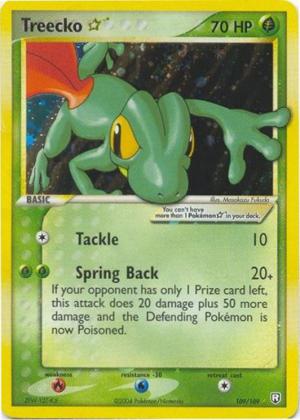 Treecko ☆ 70 HP
BASIC
Illus. Masakazu Fukuda
You can't have
more than 1 Pokémon☆ in your deck.
Tackle 10
Spring Back 20+
If your opponent has only 1 Prize card left,
this attack does 20 damage plus 50 more
damage and the Defending Pokémon is
now Poisoned.
weakness resistance -30 retreat cost
©2004 Pokémon/Nintendo 109/109
R